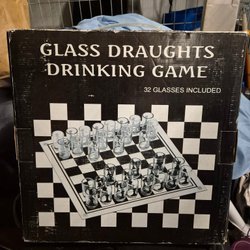 GLASS DRAUGHTS
DRINKING GAME
32 GLASSES INCLUDED